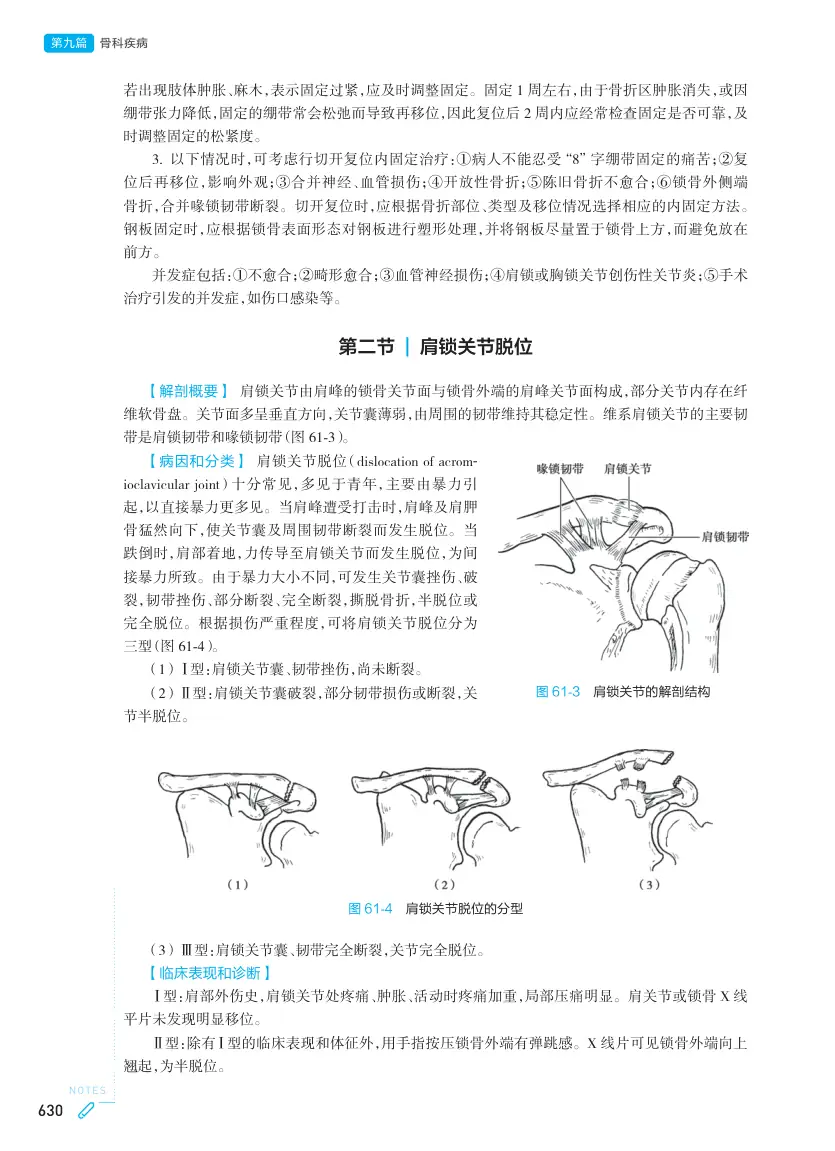 第九篇 骨科疾病
若出现肢体肿胀、麻木,表示固定过紧,应及时调整固定。固定 1 周左右,由于骨折区肿胀消失,或因
绷带张力降低,固定的绷带常会松弛而导致再移位,因此复位后 2 周内应经常检查固定是否可靠,及
时调整固定的松紧度。
3. 以下情况时,可考虑行切开复位内固定治疗:①病人不能忍受 “8” 字绷带固定的痛苦;②复
位后再移位,影响外观;③合并神经、血管损伤;④开放性骨折;⑤陈旧骨折不愈合;⑥锁骨外侧端
骨折,合并喙锁韧带断裂。切开复位时,应根据骨折部位、类型及移位情况选择相应的内固定方法。
钢板固定时,应根据锁骨表面形态对钢板进行塑形处理,并将钢板尽量置于锁骨上方,而避免放在
前方。
并发症包括:①不愈合;②畸形愈合;③血管神经损伤;④肩锁或胸锁关节创伤性关节炎;⑤手术
治疗引发的并发症,如伤口感染等。
第二节 | 肩锁关节脱位
【解剖概要】 肩锁关节由肩峰的锁骨关节面与锁骨外端的肩峰关节面构成,部分关节内存在纤
维软骨盘。关节面多呈垂直方向,关节囊薄弱,由周围的韧带维持其稳定性。维系肩锁关节的主要韧
带是肩锁韧带和喙锁韧带(图 61-3)。
【病因和分类】 肩锁关节脱位(dislocation of acrom-
ioclavicular joint)十分常见,多见于青年,主要由暴力引
起,以直接暴力更多见。当肩峰遭受打击时,肩峰及肩胛
骨猛然向下,使关节囊及周围韧带断裂而发生脱位。当
跌倒时,肩部着地,力传导至肩锁关节而发生脱位,为间
接暴力所致。由于暴力大小不同,可发生关节囊挫伤、破
裂,韧带挫伤、部分断裂、完全断裂,撕脱骨折,半脱位或
完全脱位。根据损伤严重程度,可将肩锁关节脱位分为
三型(图 61-4)。
(1)Ⅰ型:肩锁关节囊、韧带挫伤,尚未断裂。
(2)Ⅱ型:肩锁关节囊破裂,部分韧带损伤或断裂,关
节半脱位。
喙锁韧带 肩锁关节
肩锁韧带
图 61-3 肩锁关节的解剖结构
(1) (2) (3)
图 61-4 肩锁关节脱位的分型
(3)Ⅲ型:肩锁关节囊、韧带完全断裂,关节完全脱位。
【临床表现和诊断】
Ⅰ型:肩部外伤史,肩锁关节处疼痛、肿胀、活动时疼痛加重,局部压痛明显。肩关节或锁骨 X 线
平片未发现明显移位。
Ⅱ型:除有Ⅰ型的临床表现和体征外,用手指按压锁骨外端有弹跳感。X 线片可见锁骨外端向上
翘起,为半脱位。
NOTES
630